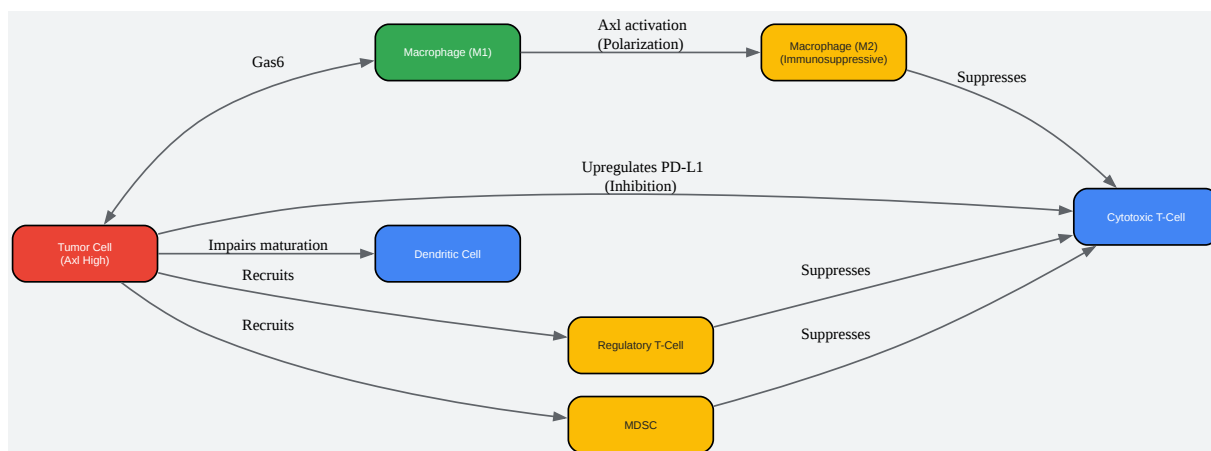 Axl activation
(Polarization)
Macrophage (M1)
Macrophage (M2)
(Immunosuppressive)
Gas6
Suppresses
Upregulates PD-L1
(Inhibition)
Cytotoxic T-Cell
Tumor Cell
(Axl High)
Impairs maturation
Dendritic Cell
Recruits
Suppresses
Recruits
Suppresses
Regulatory T-Cell
MDSC